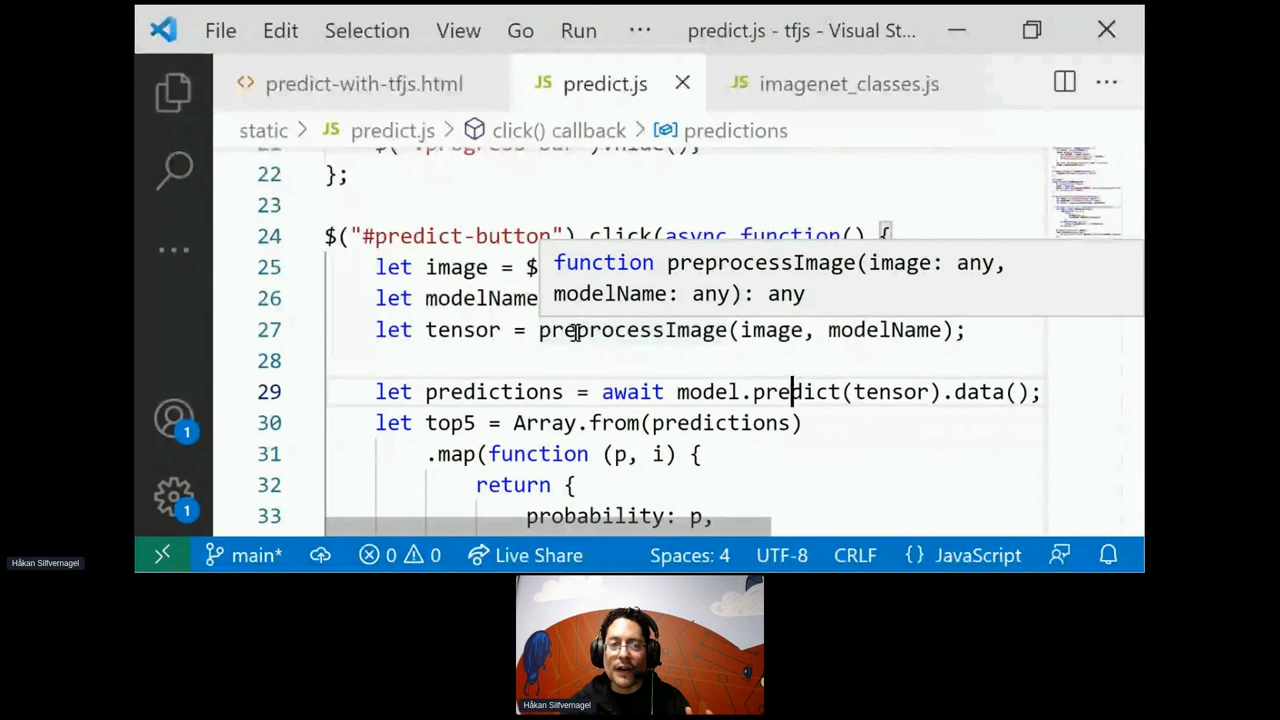 File Edit Selection View Go Run ··· predict.js - tfjs - Visual St...
<> predict-with-tfjs.html JS predict.js JS imagenet_classes.js ···
static > JS predict.js > click() callback > predictions
21
22 };
23
24 $("#predict-button").click(async function() {
function preprocessImage(image: any,
25 let image = $
26 let modelName
modelName: any): any
27 let tensor = preprocessImage(image, modelName);
28
29 let predictions = await model.predict(tensor).data();
30 let top5 = Array.from(predictions)
31 .map(function (p, i) {
32 return {
33 probability: p,
1
1
main* 0 0 Live Share Spaces: 4 UTF-8 CRLF {} JavaScript
Håkan Silfvernagel
Håkan Silfvernagel